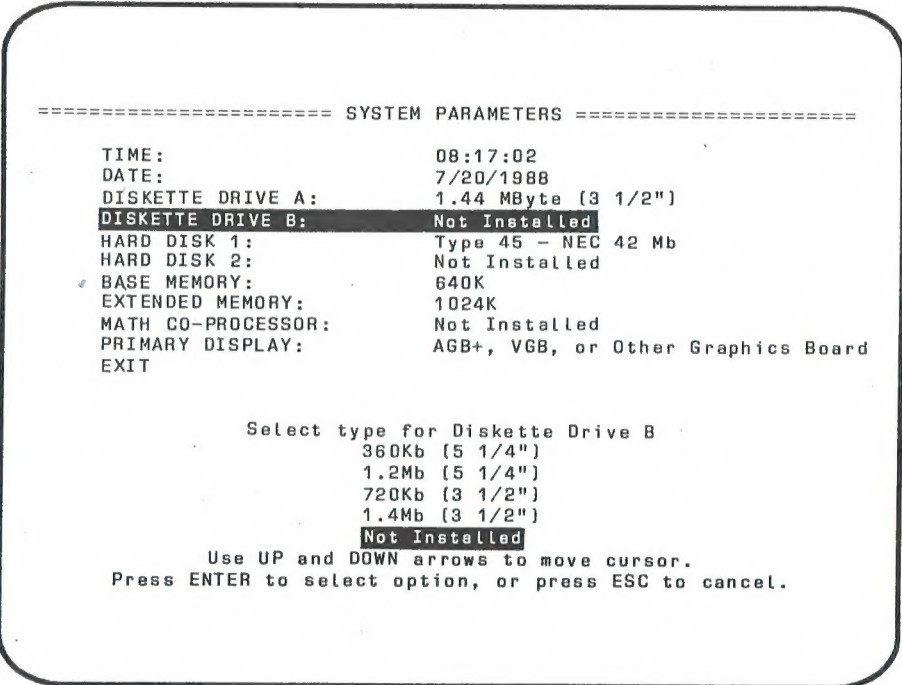 ======================= SYSTEM PARAMETERS ======================
TIME: 08:17:02
DATE: 7/20/1988
DISKETTE DRIVE A: 1.44 MByte (3 1/2")
DISKETTE DRIVE B: Not Installed
HARD DISK 1: Type 45 - NEC 42 Mb
HARD DISK 2: Not Installed
BASE MEMORY: 640K
EXTENDED MEMORY: 1024K
MATH CO-PROCESSOR: Not Installed
PRIMARY DISPLAY: AGB+, VGB, or Other Graphics Board
EXIT
Select type for Diskette Drive B
360Kb (5 1/4")
1.2Mb (5 1/4")
720Kb (3 1/2")
1.4Mb (3 1/2")
Not Installed
Use UP and DOWN arrows to move cursor.
Press ENTER to select option, or press ESC to cancel.